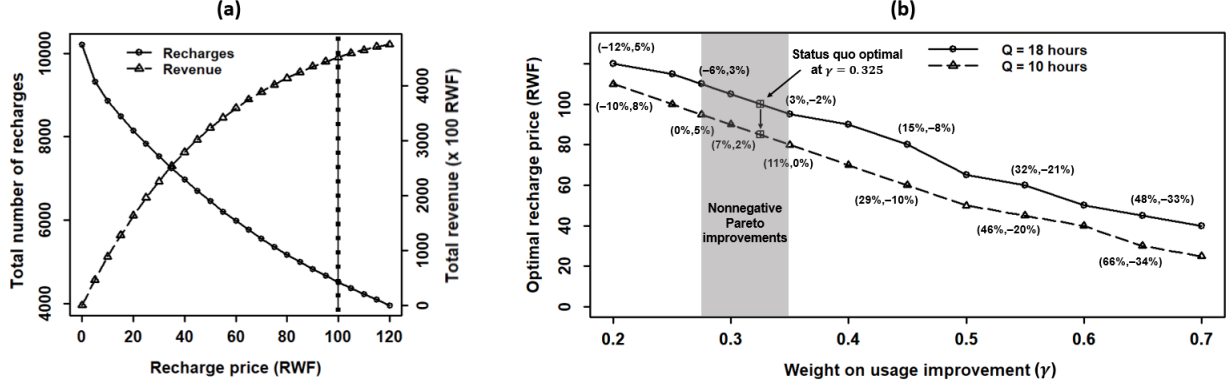 (a)
Total number of recharges
4000
6000
8000
10000
Recharges
Revenue
0
1000
2000
3000
4000
Total revenue (x 100 RWF)
0
20
40
60
80
100
120
Recharge price (RWF)
(b)
Optimal recharge price (RWF)
0
20
40
60
80
100
Q = 18 hours
Q = 10 hours
(−12%,5%)
(−6%,3%)
Status quo optimal
at γ = 0.325
(3%,−2%)
(−10%,8%)
(0%,5%)
(7%,2%)
(11%,0%)
(15%,−8%)
(32%,−21%)
(29%,−10%)
(48%,−33%)
(46%,−20%)
(66%,−34%)
Nonnegative
Pareto
improvements
0.2
0.3
0.4
0.5
0.6
0.7
Weight on usage improvement (γ)